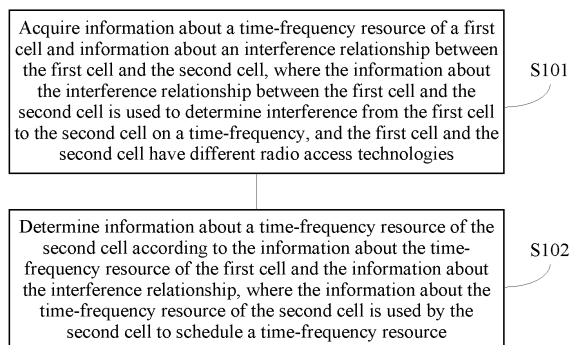 Acquire information about a time-frequency resource of a first
cell and information about an interference relationship between
the first cell and the second cell, where the information about
the interference relationship between the first cell and the
second cell is used to determine interference from the first cell
to the second cell on a time-frequency, and the first cell and the
second cell have different radio access technologies
S101
Determine information about a time-frequency resource of the
second cell according to the information about the time-
frequency resource of the first cell and the information about
the interference relationship, where the information about the
time-frequency resource of the second cell is used by the
second cell to schedule a time-frequency resource
S102